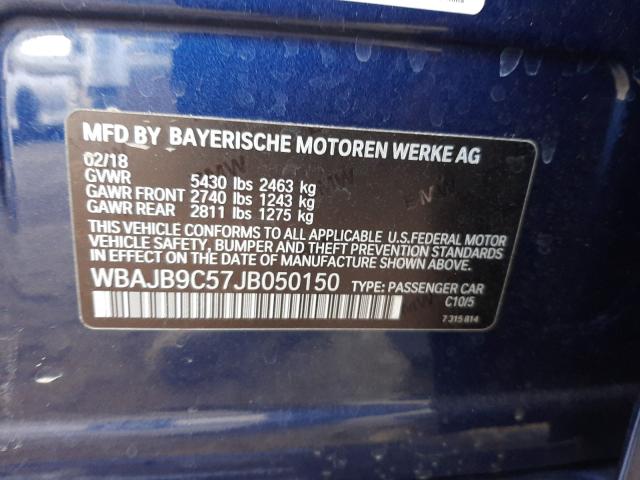 MFD BY BAYERISCHE MOTOREN WERKE AG
02/18
GVWR 5430 lbs 2463 kg
GAWR FRONT 2740 lbs 1243 kg
GAWR REAR 2811 lbs 1275 kg
THIS VEHICLE CONFORMS TO ALL APPLICABLE U.S.FEDERAL MOTOR
VEHICLE SAFETY, BUMPER AND THEFT PREVENTION STANDARDS
IN EFFECT ON THE DATE OF MANUFACTURE SHOWN ABOVE.
WBAJB9C57JB050150 TYPE: PASSENGER CAR
C10/5
7 315 814